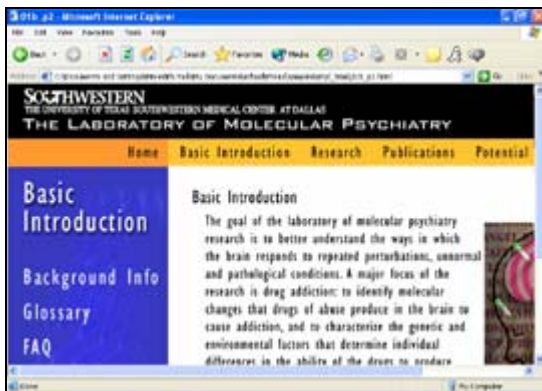 01b_p2 - Microsoft Internet Explorer
File Edit View Favorites Tools Help
Back Search Favorites Media
Address Go
SOUTHWESTERN
THE UNIVERSITY OF TEXAS SOUTHWESTERN MEDICAL CENTER AT DALLAS
THE LABORATORY OF MOLECULAR PSYCHIATRY
Home Basic Introduction Research Publications Potential
Basic
Introduction
Background Info
Glossary
FAQ
Basic Introduction
The goal of the laboratory of molecular psychiatry
research is to better understand the ways in which
the brain responds to repeated perturbations, unnormal
and pathological conditions. A major focus of the
research is drug addiction: to identify molecular
changes that drugs of abuse produce in the brain to
cause addiction, and to characterize the genetic and
environmental factors that determine individual
differences in the ability of the drugs to produce
Done My Computer